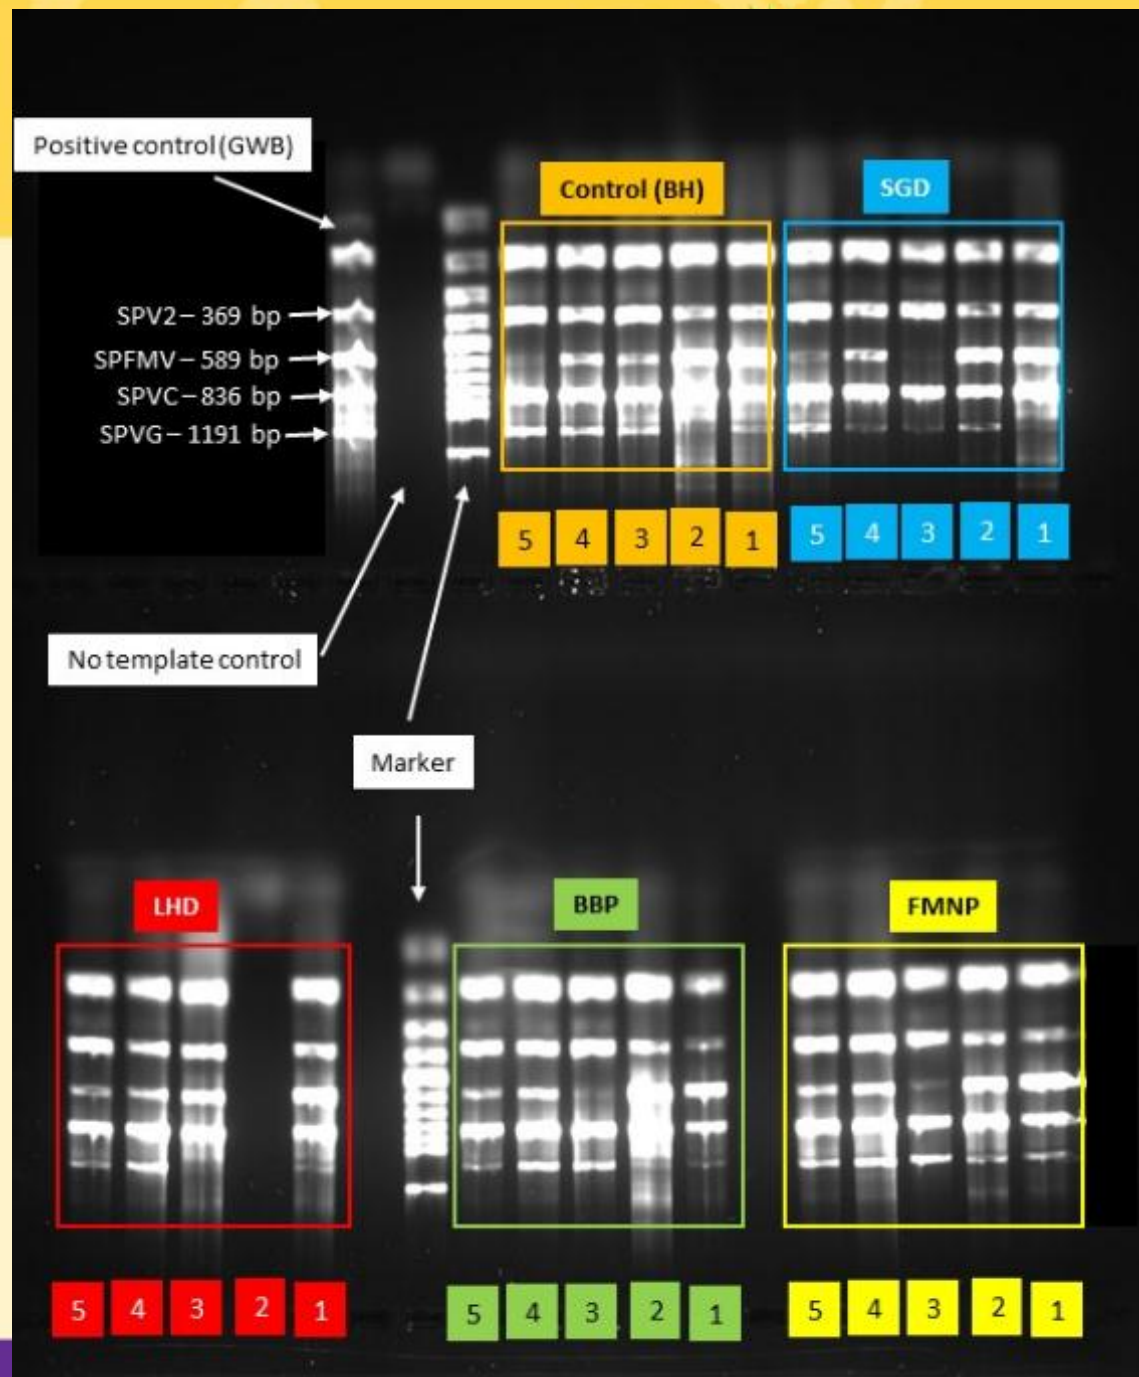 Positive control (GWB)
Control (BH)
SGD
SPV2 – 369 bp
SPFMV – 589 bp
SPVC – 836 bp
SPVG – 1191 bp
5 4 3 2 1
5 4 3 2 1
No template control
Marker
LHD
BBP
FMNP
5 4 3 2 1
5 4 3 2 1
5 4 3 2 1